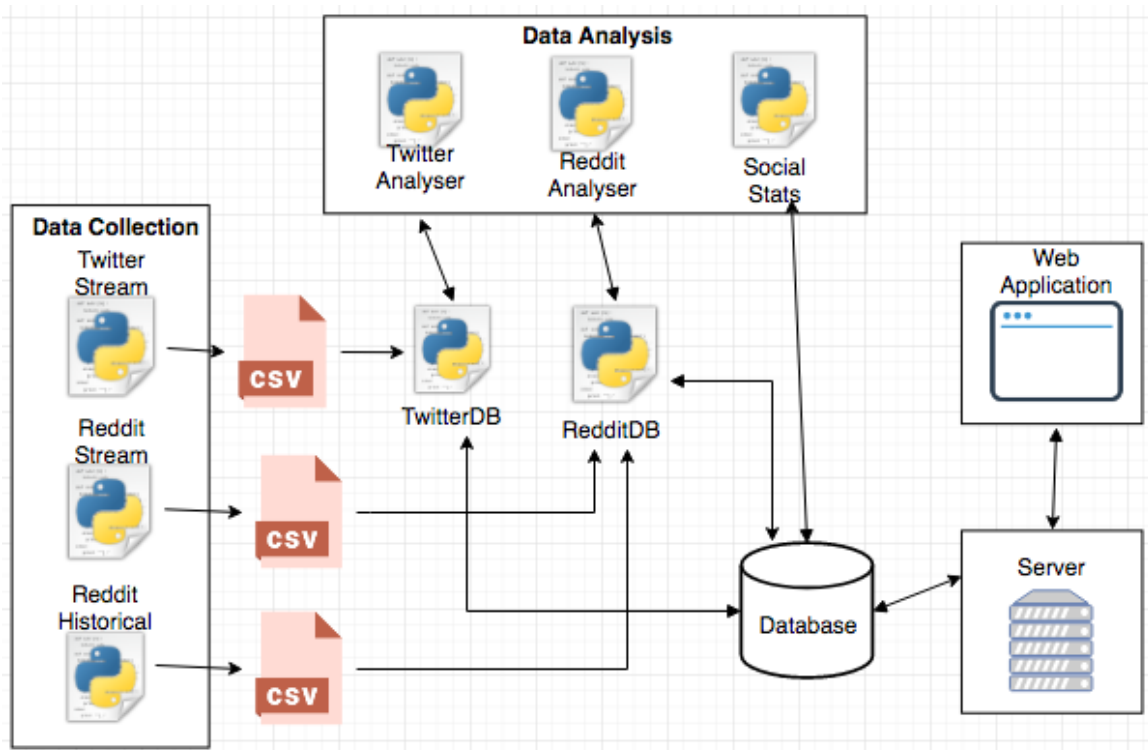 Data Analysis
Twitter
Analyser
Reddit
Analyser
Social
Stats
Data Collection
Twitter
Stream
CSV
TwitterDB
RedditDB
Reddit
Stream
CSV
Reddit
Historical
CSV
Database
Web
Application
Server